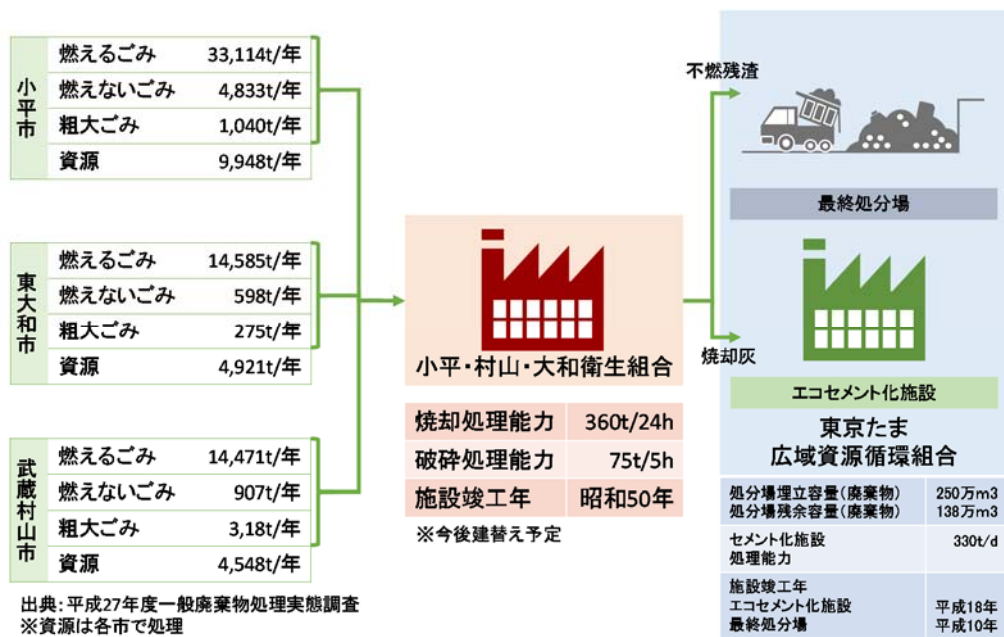 小平市
燃えるごみ 33,114t/年
燃えないごみ 4,833t/年
粗大ごみ 1,040t/年
資源 9,948t/年
東大和市
燃えるごみ 14,585t/年
燃えないごみ 598t/年
粗大ごみ 275t/年
資源 4,921t/年
武蔵村山市
燃えるごみ 14,471t/年
燃えないごみ 907t/年
粗大ごみ 3,18t/年
資源 4,548t/年
出典:平成27年度一般廃棄物処理実態調査
※資源は各市で処理
小平・村山・大和衛生組合
焼却処理能力 360t/24h
破砕処理能力 75t/5h
施設竣工年 昭和50年
※今後建替え予定
不燃残渣
最終処分場
焼却灰
エコセメント化施設
東京たま
広域資源循環組合
処分場埋立容量(廃棄物) 250万m3
処分場残余容量(廃棄物) 138万m3
セメント化施設
処理能力 330t/d
施設竣工年
エコセメント化施設 平成18年
最終処分場 平成10年